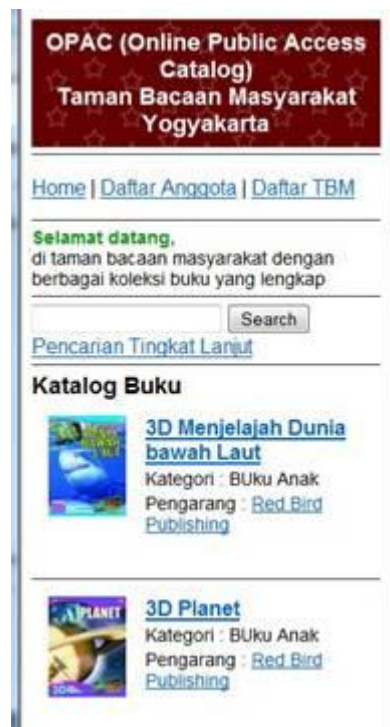 OPAC (Online Public Access
Catalog)
Taman Bacaan Masyarakat
Yogyakarta
Home | Daftar Anggota | Daftar TBM
Selamat datang,
di taman bacaan masyarakat dengan
berbagai koleksi buku yang lengkap
Search
Pencarian Tingkat Lanjut
Katalog Buku
3D Menjelajah Dunia
bawah Laut
Kategori : BUku Anak
Pengarang : Red Bird
Publishing
3D Planet
Kategori : BUku Anak
Pengarang : Red Bird
Publishing
PLANET